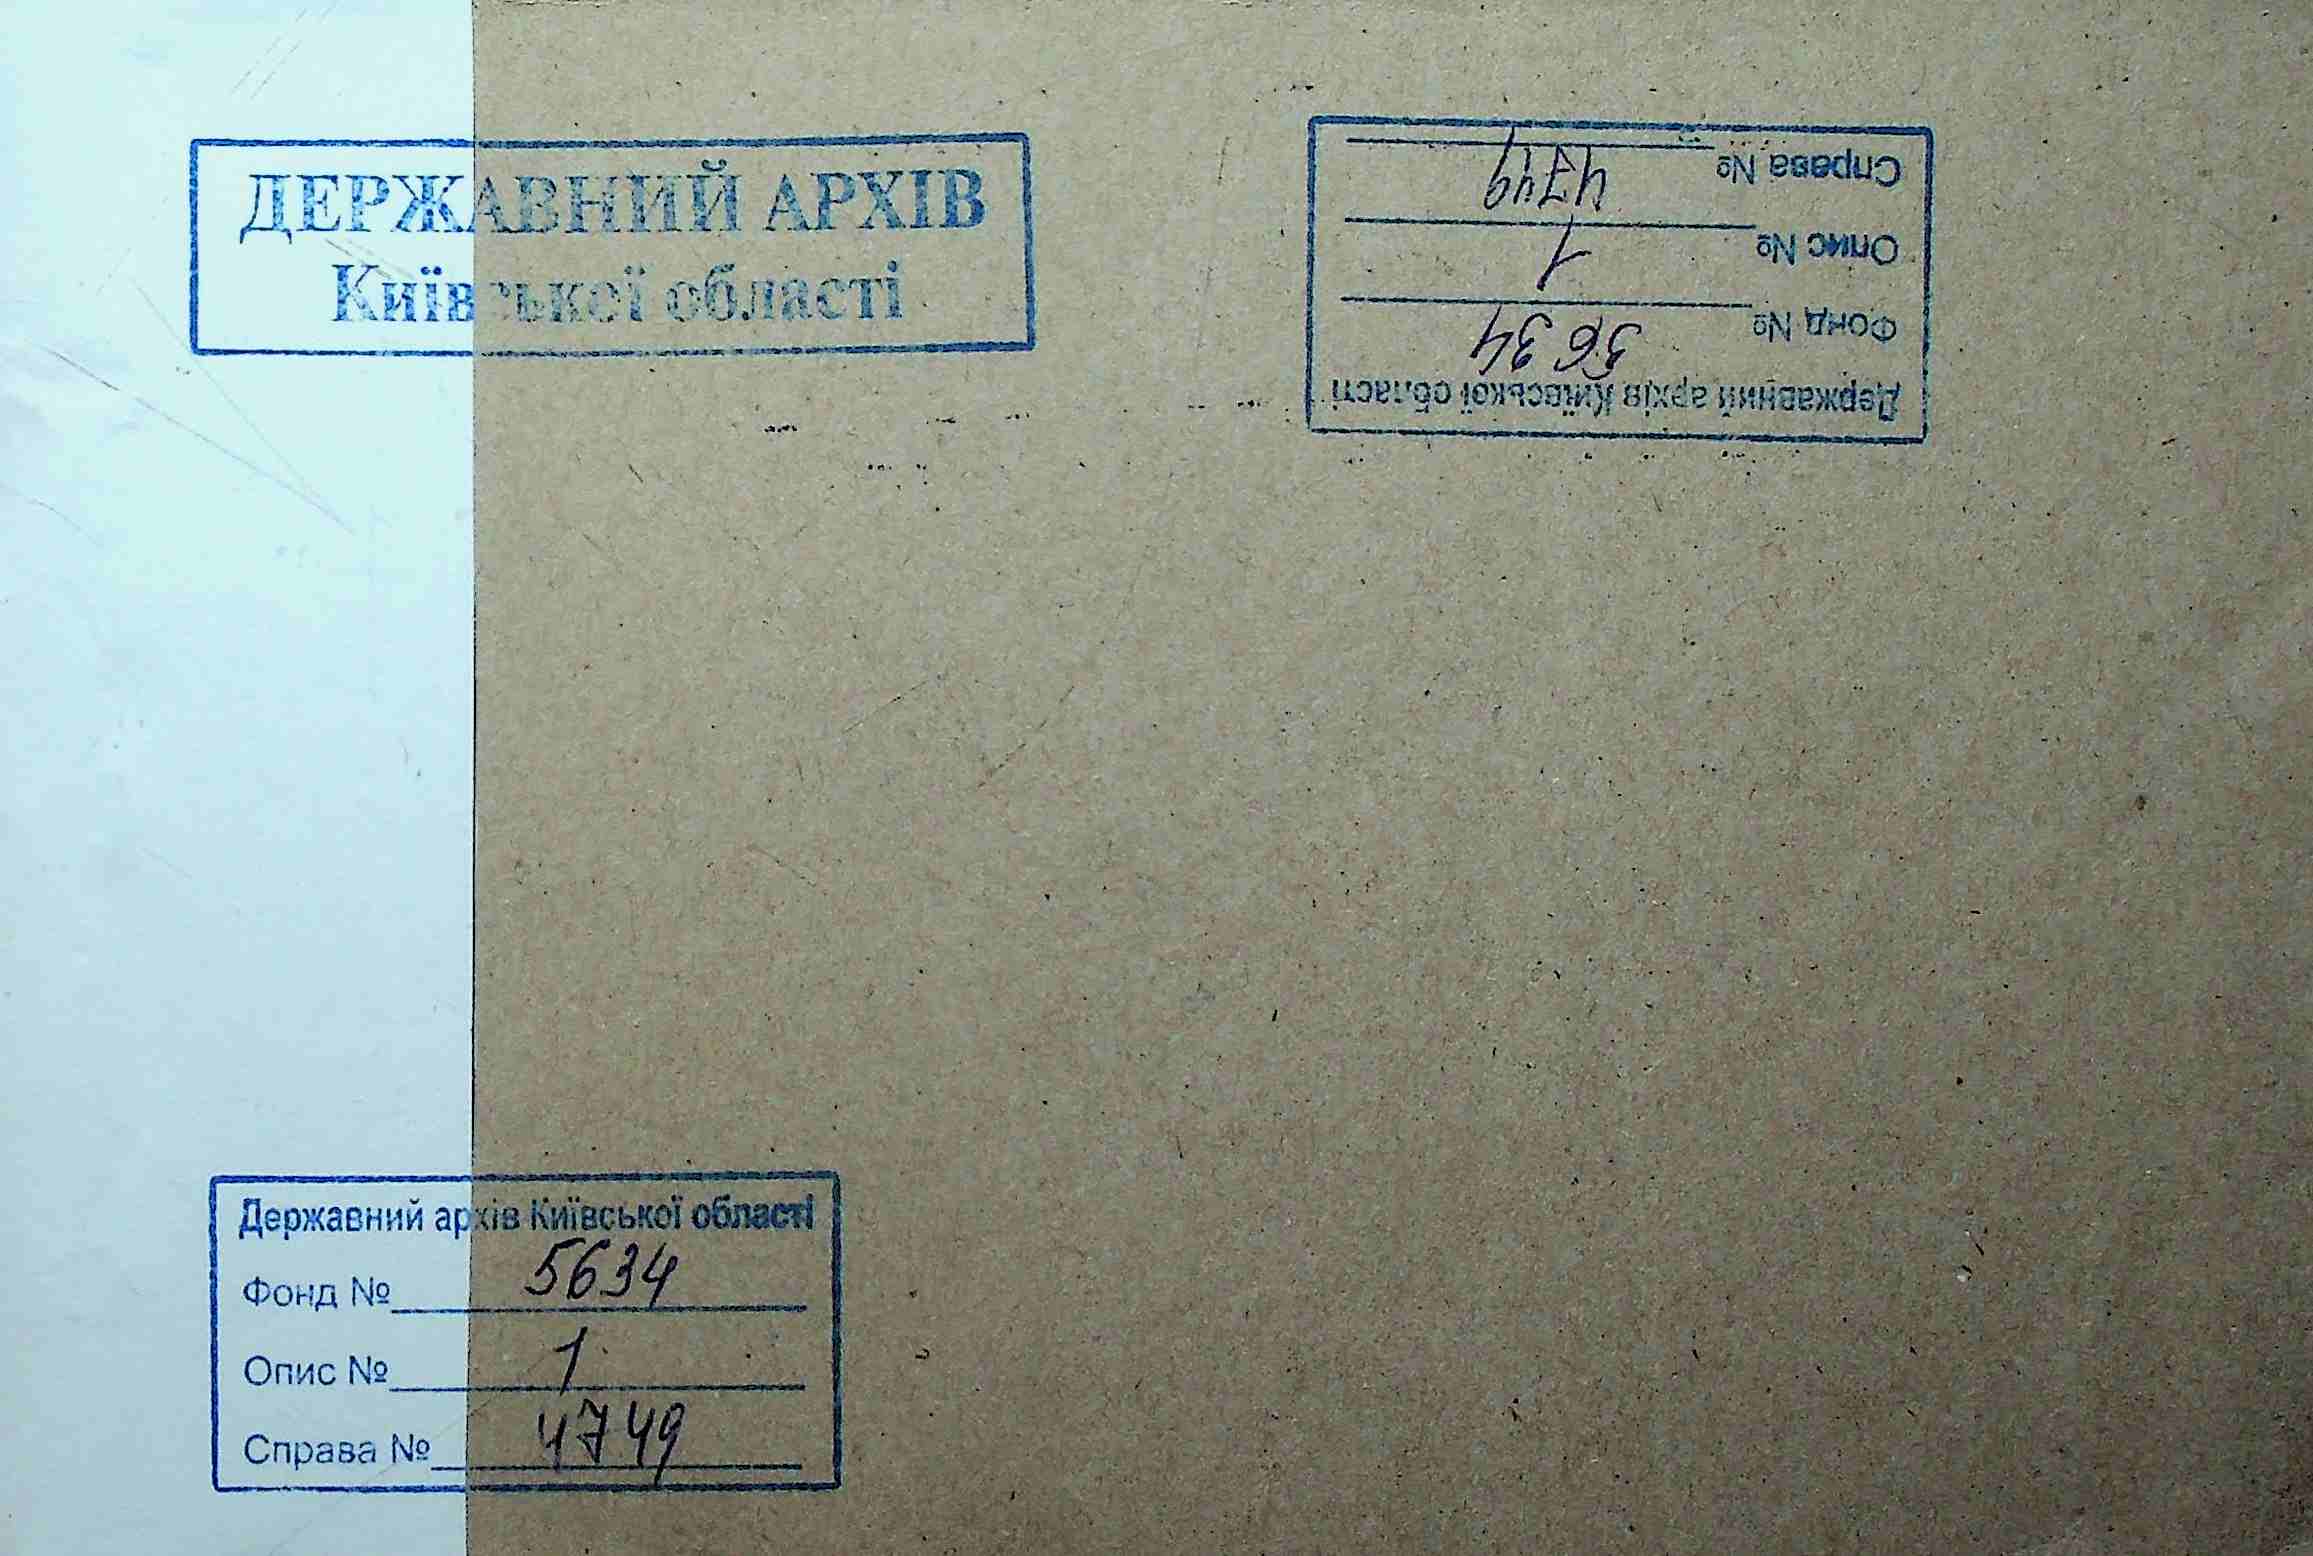 ДЕРЖАВНИЙ АРХІВ
Київської області
Державний архів Київської області
Фонд № 5634
Опис № 1
Справа № 4749
Державний архів Київської області
Фонд № 5634
Опис № 1
Справа № 4749